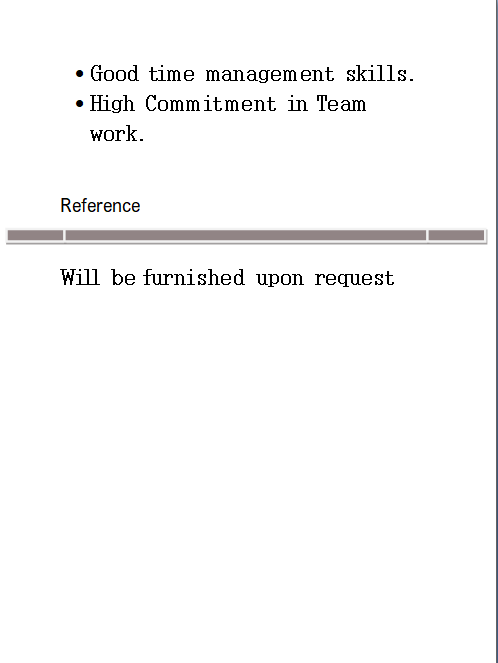 • Good time management skills.
• High Commitment in Team
work.
Reference
Will be furnished upon request